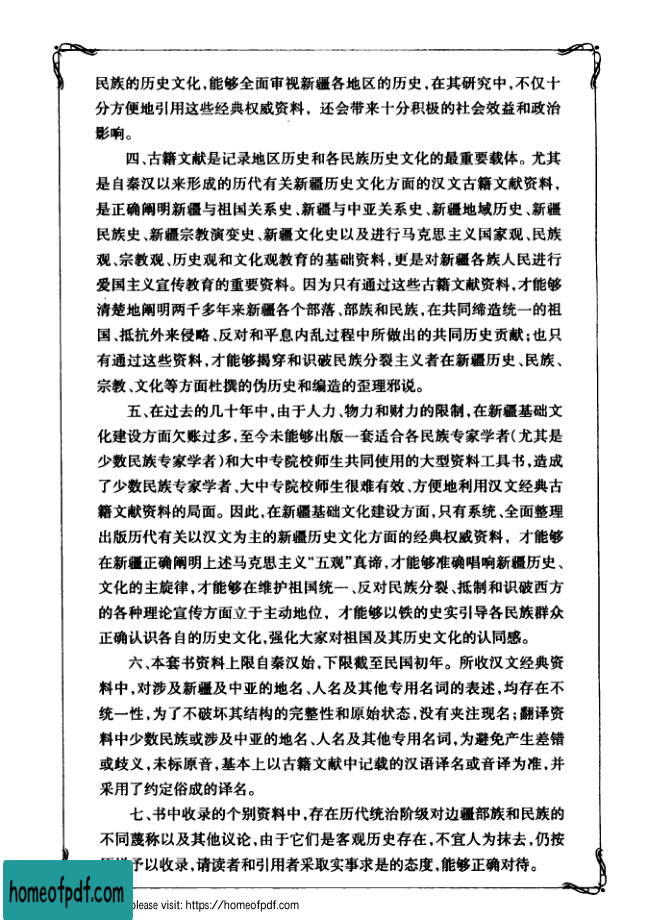 民族的历史文化,能够全面审视新疆各地区的历史,在其研究中,不仅十
分方便地引用这些经典权威资料，还会带来十分积极的社会效益和政治
影响。
四、古籍文献是记录地区历史和各民族历史文化的最重要载体。尤其
是自秦汉以来形成的历代有关新疆历史文化方面的汉文古籍文献资料,
是正确阐明新疆与祖国关系史、新疆与中亚关系史、新疆地域历史、新疆
民族史、新疆宗教演变史、新疆文化史以及进行马克思主义国家观、民族
观、宗教观、历史观和文化观教育的基础资料,更是对新疆各族人民进行
爱国主义宣传教育的重要资料。因为只有通过这些古籍文献资料,才能够
清楚地阐明两千多年来新疆各个部落、部族和民族,在共同缔造统一的祖
国、抵抗外来侵略、反对和平息内乱过程中所做出的共同历史贡献;也只
有通过这些资料,才能够揭穿和识破民族分裂主义者在新疆历史、民族、
宗教、文化等方面杜撰的伪历史和编造的歪理邪说。
五、在过去的几十年中,由于人力、物力和财力的限制,在新疆基础文
化建设方面欠账过多,至今未能够出版一套适合各民族专家学者(尤其是
少数民族专家学者)和大中专院校师生共同使用的大型资料工具书,造成
了少数民族专家学者、大中专院校师生很难有效、方便地利用汉文经典古
籍文献资料的局面。因此,在新疆基础文化建设方面,只有系统、全面整理
出版历代有关以汉文为主的新疆历史文化方面的经典权威资料，才能够
在新疆正确阐明上述马克思主义“五观”真谛,才能够准确唱响新疆历史、
文化的主旋律,才能够在维护祖国统一、反对民族分裂、抵制和识破西方
的各种理论宣传方面立于主动地位，才能够以铁的史实引导各民族群众
正确认识各自的历史文化,强化大家对祖国及其历史文化的认同感。
六、本套书资料上限自秦汉始,下限截至民国初年。所收汉文经典资
料中,对涉及新疆及中亚的地名、人名及其他专用名词的表述,均存在不
统一性,为了不破坏其结构的完整性和原始状态,没有夹注现名;翻译资
料中少数民族或涉及中亚的地名、人名及其他专用名词,为避免产生差错
或歧义,未标原音,基本上以古籍文献中记载的汉语译名或音译为准,并
采用了约定俗成的译名。
七、书中收录的个别资料中,存在历代统治阶级对边疆部族和民族的
不同蔑称以及其他议论,由于它们是客观历史存在,不宜人为抹去,仍按
予以收录,请读者和引用者采取实事求是的态度,能够正确对待。
homeofpdf.com
please visit: https://homeofpdf.com